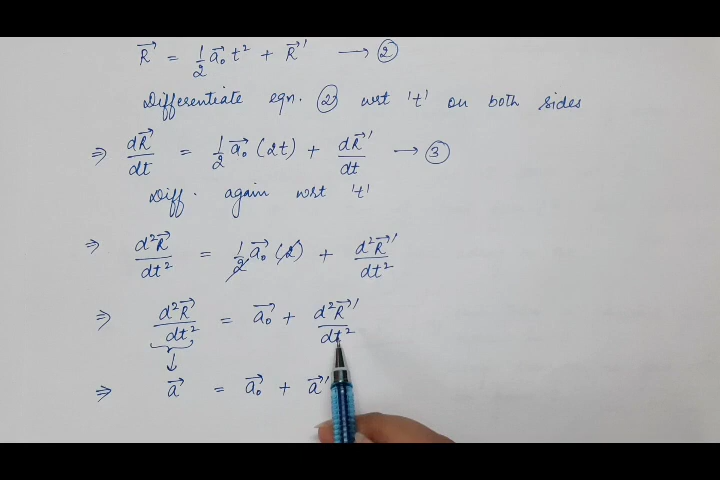 R⃗ = 1/2 a⃗₀ t² + R⃗' → ②
Differentiate eqn. ② wrt 't' on both sides
⇒ dR⃗/dt = 1/2 a⃗₀ (2t) + dR⃗'/dt → ③
Diff. again wrt 't'
⇒ d²R⃗/dt² = 1/2 a⃗₀ (2) + d²R⃗'/dt²
⇒ d²R⃗/dt² = a⃗₀ + d²R⃗'/dt²
⇒ a⃗ = a⃗₀ + a⃗'